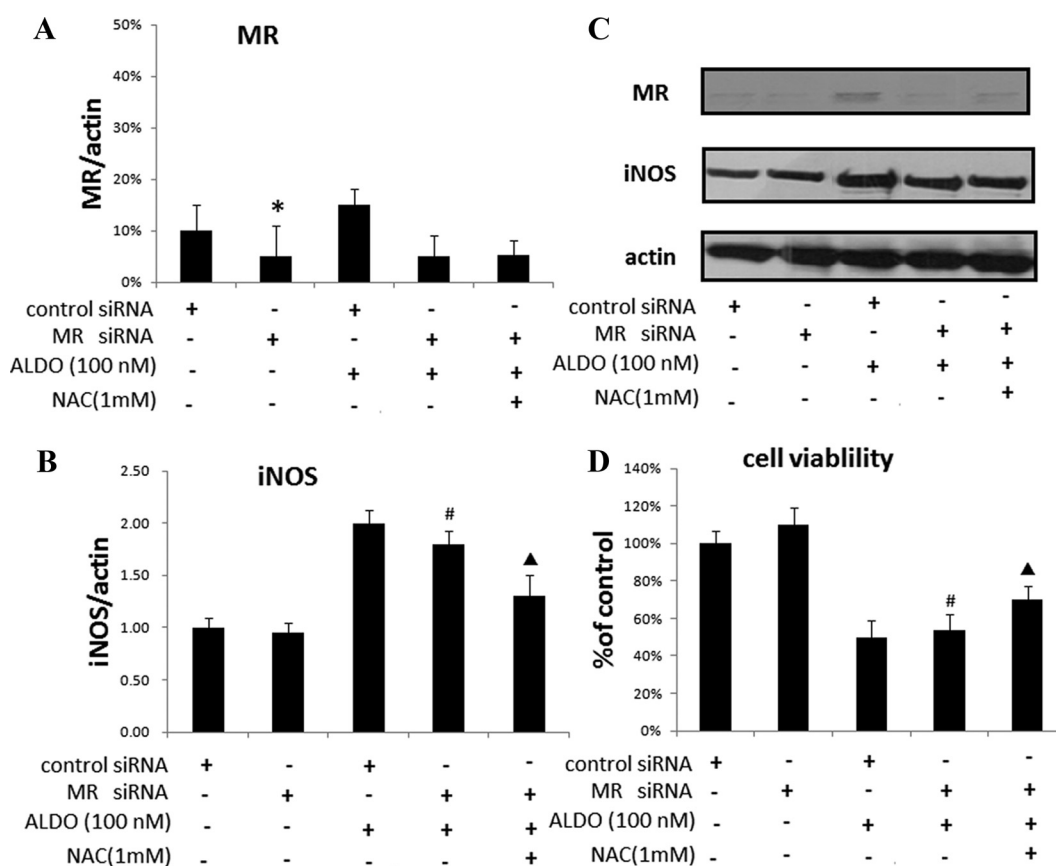 A
MR
MR/actin
50%
40%
30%
20%
10%
0%
*
control siRNA + - + - -
MR siRNA - + - + +
ALDO (100 nM) - - + + +
NAC(1mM) - - - - +
B
iNOS
iNOS/actin
2.50
2.00
1.50
1.00
0.50
0.00
#
▲
control siRNA + - + - -
MR siRNA - + - + +
ALDO (100 nM) - - + + +
NAC(1mM) - - - - +
C
MR
iNOS
actin
control siRNA + - + - -
MR siRNA - + - + +
ALDO (100 nM) - - + + +
NAC(1mM) - - - - +
D
cell viablility
%of control
140%
120%
100%
80%
60%
40%
20%
0%
#
▲
control siRNA + - + - -
MR siRNA - + - + +
ALDO (100 nM) - - + + +
NAC(1mM) - - - - +